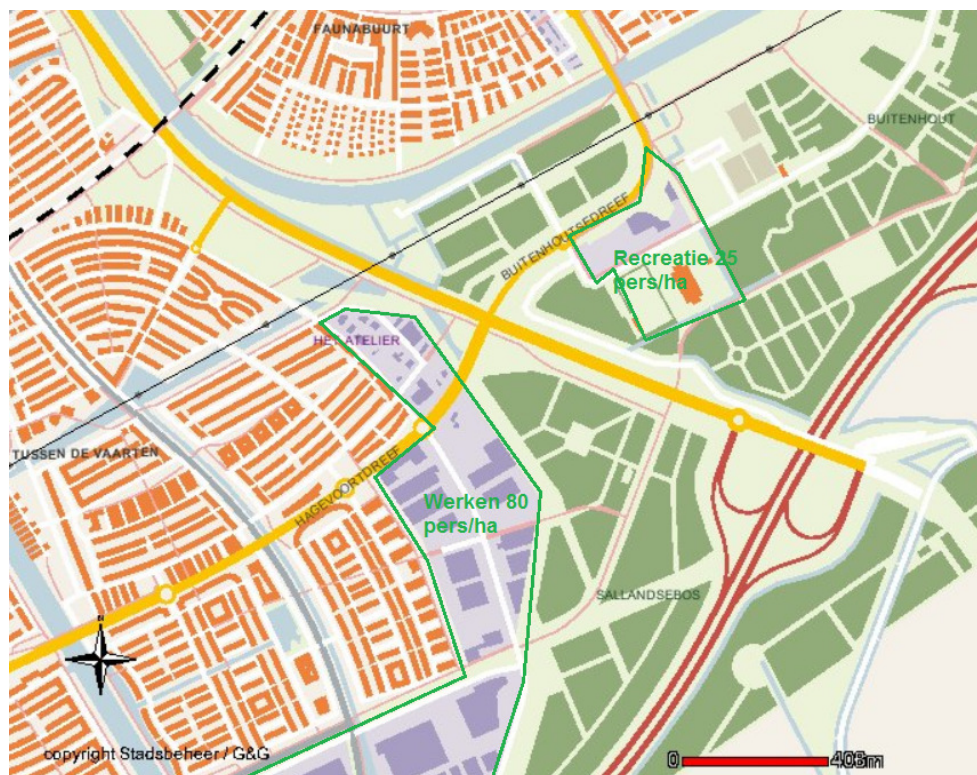 FAUNABUURT
BUITENHOUT
BUITENHOUTSEDREEF
Recreatie 25
pers/ha
HET ATELIER
TUSSEN DE VAARTEN
HAGEVOORTDREEF
Werken 80
pers/ha
SALLANDSEBOS
copyright Stadsbeheer / G&G
0 408m